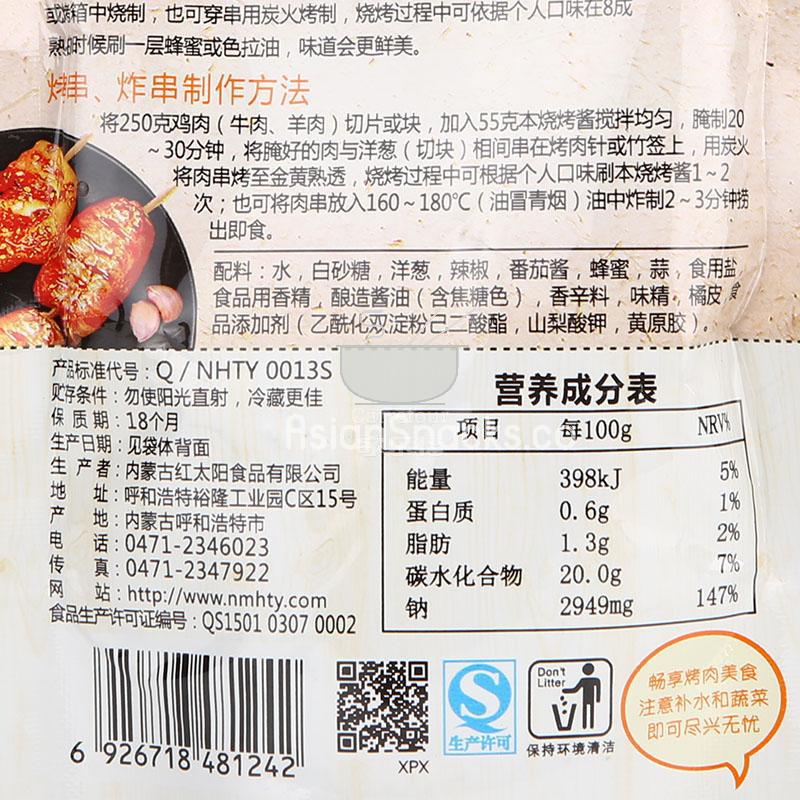 或烤箱中烧制，也可穿串用炭火烤制，烧烤过程中可依据个人口味在8成
熟的时候刷一层蜂蜜或色拉油，味道会更鲜美。
烤串、炸串制作方法
将250克鸡肉（牛肉、羊肉）切片或块，加入55克本烧烤酱搅拌均匀，腌制20
～30分钟，将腌好的肉与洋葱（切块）相间串在烤肉针或竹签上，用炭火
将肉串烤至金黄熟透，烧烤过程中可根据个人口味刷本烧烤酱1～2
次；也可将肉串放入160～180℃（油冒青烟）油中炸制2～3分钟捞
出即食。
配料：水，白砂糖，洋葱，辣椒，番茄酱，蜂蜜，蒜，食用盐，
食品用香精，酿造酱油（含焦糖色），香辛料，味精，橘皮，食
品添加剂（乙酰化双淀粉己二酸酯，山梨酸钾，黄原胶）。
产品标准代号：Q／NHTY 0013S
贮存条件：勿使阳光直射，冷藏更佳
保质期：18个月
生产日期：见袋体背面
生产者：内蒙古红太阳食品有限公司
地址：呼和浩特裕隆工业园C区15号
产地：内蒙古呼和浩特市
电话：0471-2346023
传真：0471-2347922
网站：http://www.nmhty.com
食品生产许可证编号：QS1501 0307 0002
营养成分表
项目 每100g NRV%
能量 398kJ 5%
蛋白质 0.6g 1%
脂肪 1.3g 2%
碳水化合物 20.0g 7%
钠 2949mg 147%
AsianSnacks.co
6 926718 481242
XPX
生产许可
Don't
Litter
保持环境清洁
畅享烤肉美食
注意补水和蔬菜
即可尽兴无忧